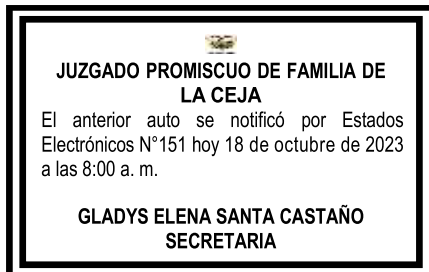 JUZGADO PROMISCUO DE FAMILIA DE
LA CEJA
El anterior auto se notificó por Estados
Electrónicos N°151 hoy 18 de octubre de 2023
a las 8:00 a. m.
GLADYS ELENA SANTA CASTAÑO
SECRETARIA